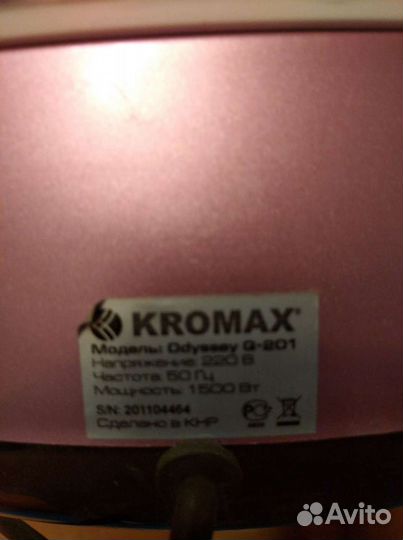 KROMAX®
Модель: Odyssey Q-201
Напряжение: 220 В
Частота: 50 Гц
Мощность: 1500 Вт
S/N: 201104464
Сделано в КНР
Avito